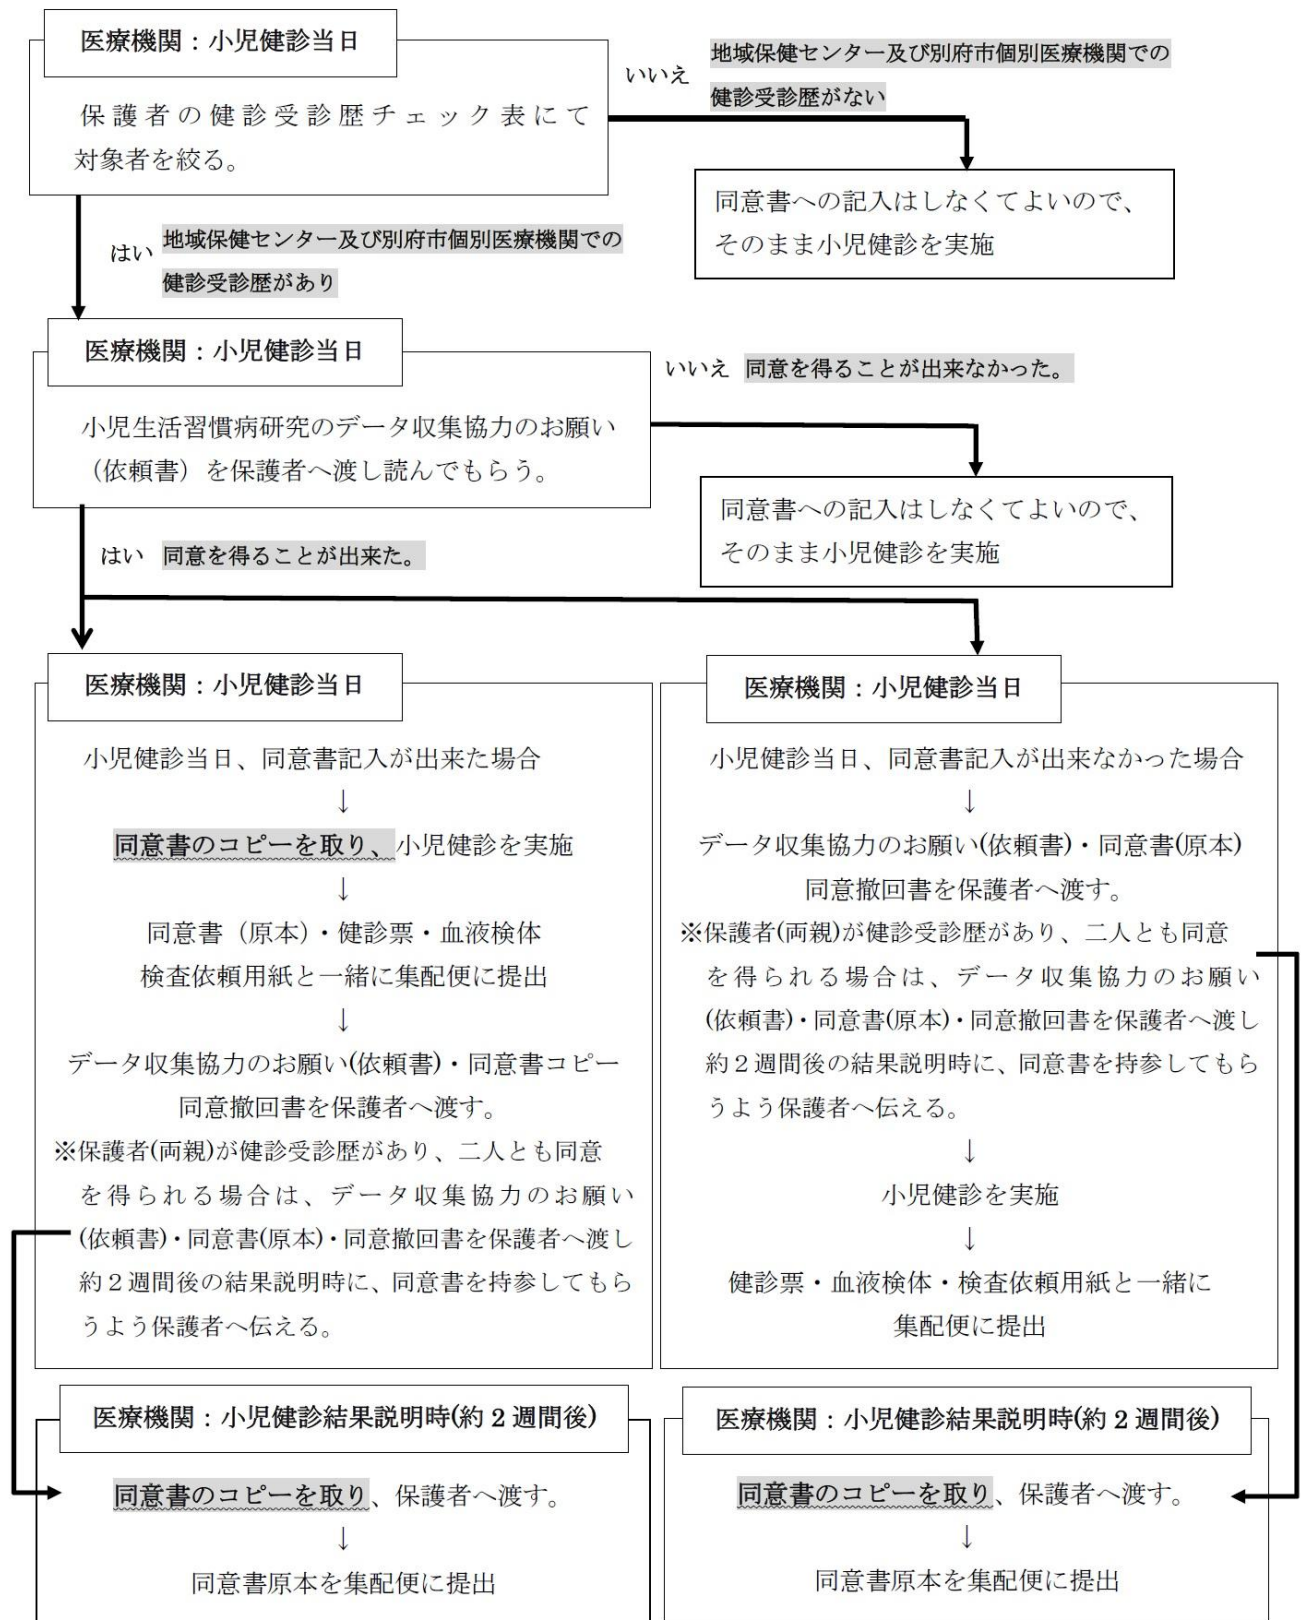 医療機関：小児健診当日
保護者の健診受診歴チェック表にて
対象者を絞る。
いいえ 地域保健センター及び別府市個別医療機関での
健診受診歴がない
同意書への記入はしなくてよいので、
そのまま小児健診を実施
はい 地域保健センター及び別府市個別医療機関での
健診受診歴があり
医療機関：小児健診当日
小児生活習慣病研究のデータ収集協力のお願い
（依頼書）を保護者へ渡し読んでもらう。
いいえ 同意を得ることが出来なかった。
同意書への記入はしなくてよいので、
そのまま小児健診を実施
はい 同意を得ることが出来た。
医療機関：小児健診当日
小児健診当日、同意書記入が出来た場合
↓
同意書のコピーを取り、小児健診を実施
↓
同意書（原本）・健診票・血液検体
検査依頼用紙と一緒に集配便に提出
↓
データ収集協力のお願い(依頼書)・同意書コピー
同意撤回書を保護者へ渡す。
※保護者(両親)が健診受診歴があり、二人とも同意
を得られる場合は、データ収集協力のお願い
(依頼書)・同意書(原本)・同意撤回書を保護者へ渡し
約２週間後の結果説明時に、同意書を持参してもら
うよう保護者へ伝える。
医療機関：小児健診当日
小児健診当日、同意書記入が出来なかった場合
↓
データ収集協力のお願い(依頼書)・同意書(原本)
同意撤回書を保護者へ渡す。
※保護者(両親)が健診受診歴があり、二人とも同意
を得られる場合は、データ収集協力のお願い
(依頼書)・同意書(原本)・同意撤回書を保護者へ渡し
約２週間後の結果説明時に、同意書を持参してもら
うよう保護者へ伝える。
↓
小児健診を実施
↓
健診票・血液検体・検査依頼用紙と一緒に
集配便に提出
医療機関：小児健診結果説明時(約 2 週間後)
同意書のコピーを取り、保護者へ渡す。
↓
同意書原本を集配便に提出
医療機関：小児健診結果説明時(約 2 週間後)
同意書のコピーを取り、保護者へ渡す。
↓
同意書原本を集配便に提出